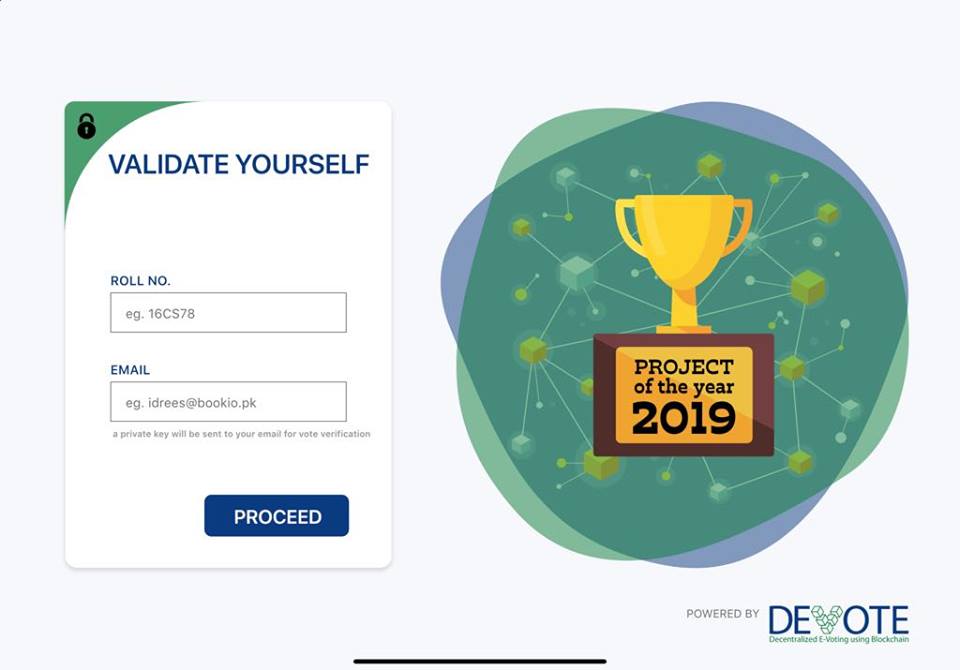 VALIDATE YOURSELF
ROLL NO.
eg. 16CS78
EMAIL
eg. idrees@bookio.pk
a private key will be sent to your email for vote verification
PROCEED
PROJECT
of the year
2019
POWERED BY DEVOTE
Decentralized E-Voting using Blockchain